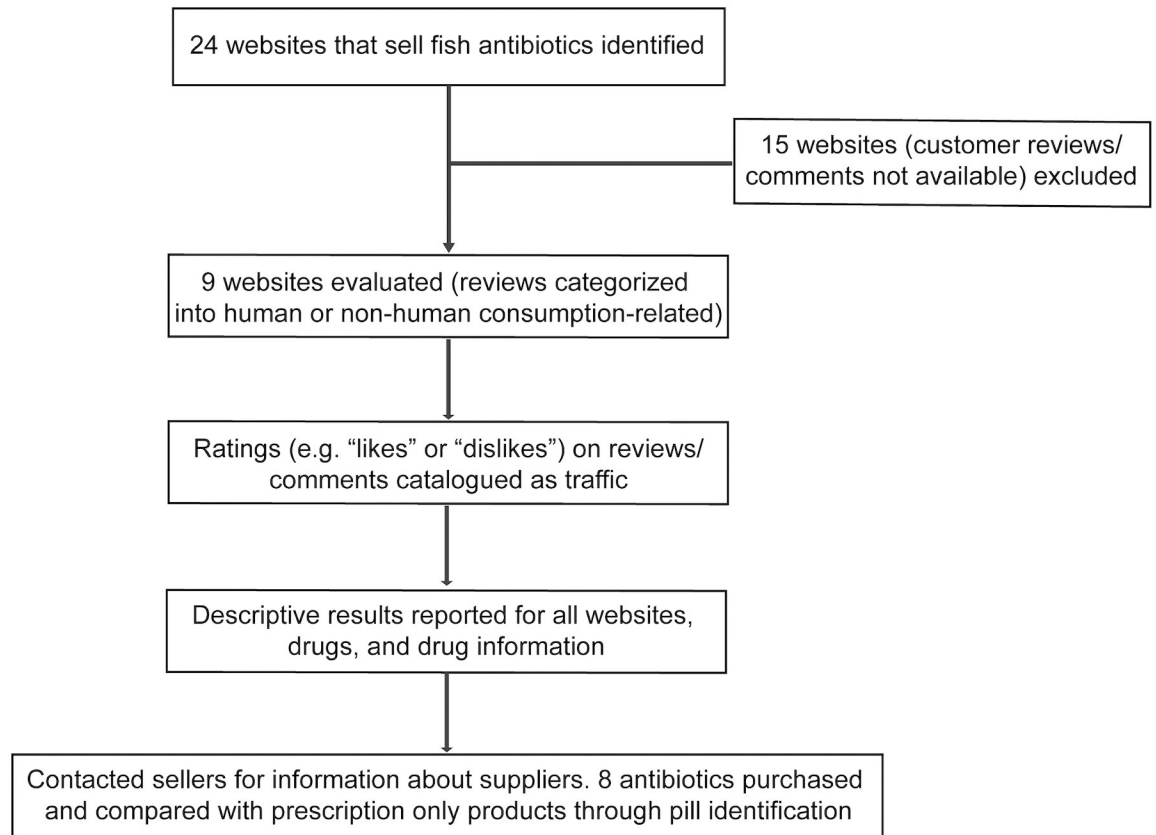 24 websites that sell fish antibiotics identified
15 websites (customer reviews/
comments not available) excluded
9 websites evaluated (reviews categorized
into human or non-human consumption-related)
Ratings (e.g. “likes” or “dislikes”) on reviews/
comments catalogued as traffic
Descriptive results reported for all websites,
drugs, and drug information
Contacted sellers for information about suppliers. 8 antibiotics purchased
and compared with prescription only products through pill identification